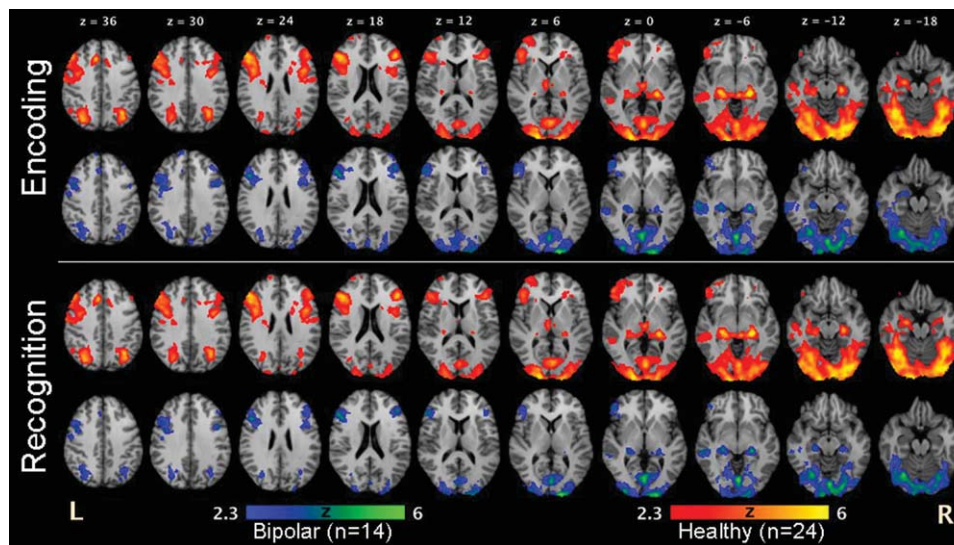 z = 36 z = 30 z = 24 z = 18 z = 12 z = 6 z = 0 z = -6 z = -12 z = -18
Encoding
Recognition
L R
2.3 z 6 2.3 z 6
Bipolar (n=14) Healthy (n=24)